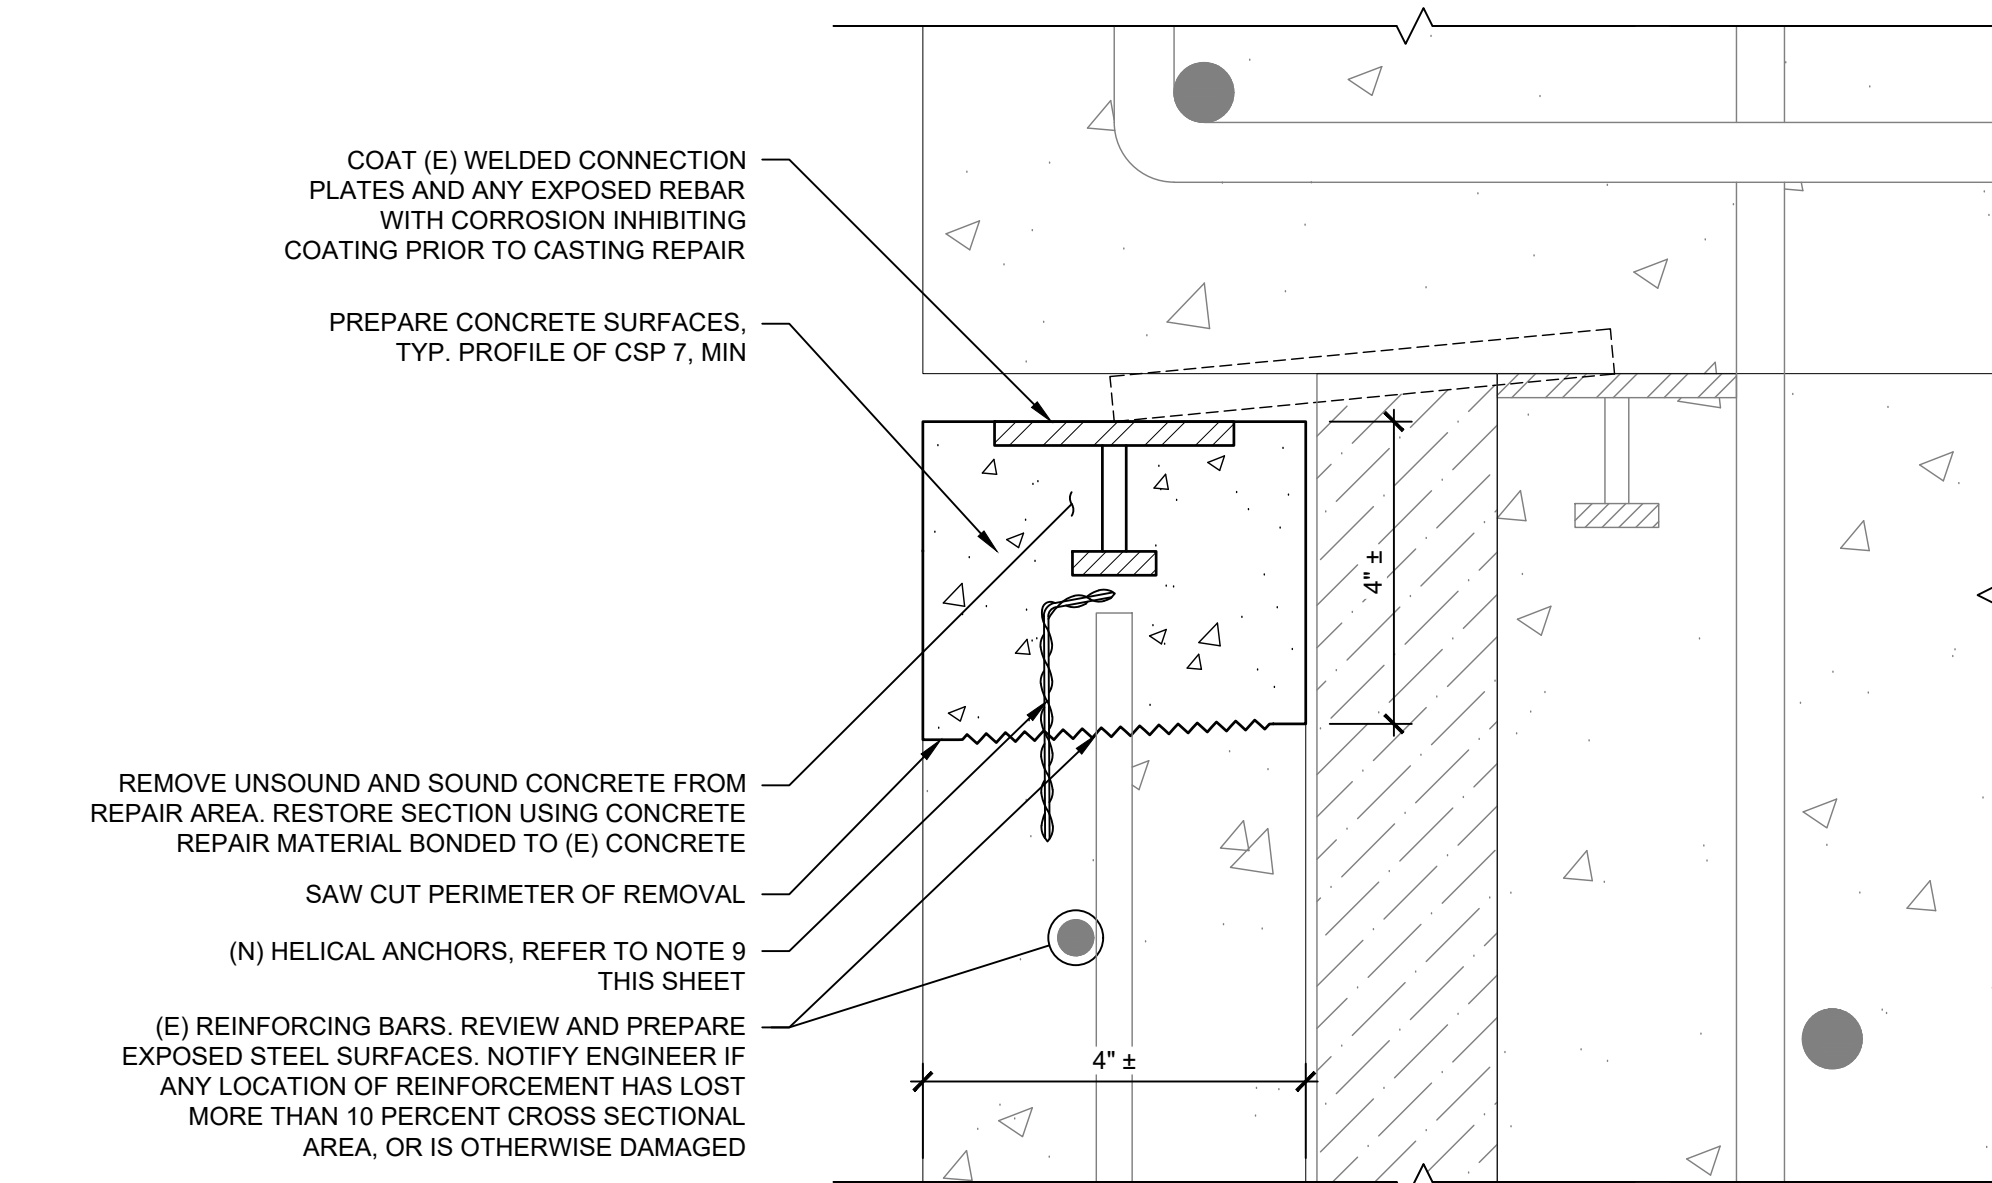 COAT (E) WELDED CONNECTION
PLATES AND ANY EXPOSED REBAR
WITH CORROSION INHIBITING
COATING PRIOR TO CASTING REPAIR
PREPARE CONCRETE SURFACES,
TYP. PROFILE OF CSP 7, MIN
4" ±
REMOVE UNSOUND AND SOUND CONCRETE FROM
REPAIR AREA. RESTORE SECTION USING CONCRETE
REPAIR MATERIAL BONDED TO (E) CONCRETE
SAW CUT PERIMETER OF REMOVAL
(N) HELICAL ANCHORS, REFER TO NOTE 9
THIS SHEET
(E) REINFORCING BARS. REVIEW AND PREPARE
EXPOSED STEEL SURFACES. NOTIFY ENGINEER IF
ANY LOCATION OF REINFORCEMENT HAS LOST
MORE THAN 10 PERCENT CROSS SECTIONAL
AREA, OR IS OTHERWISE DAMAGED
4" ±